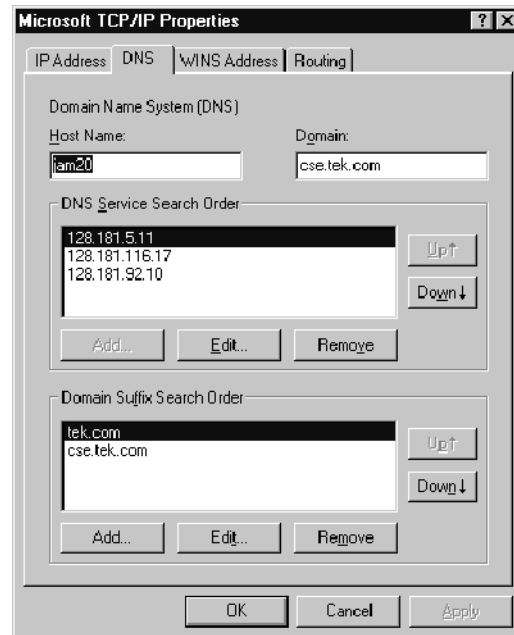 Microsoft TCP/IP Properties
IP Address DNS WINS Address Routing
Domain Name System (DNS)
Host Name: Domain:
jam20 cse.tek.com
DNS Service Search Order
128.181.5.11
128.181.116.17
128.181.92.10
Up↑
Down↓
Add... Edit... Remove
Domain Suffix Search Order
tek.com
cse.tek.com
Up↑
Down↓
Add... Edit... Remove
OK Cancel Apply